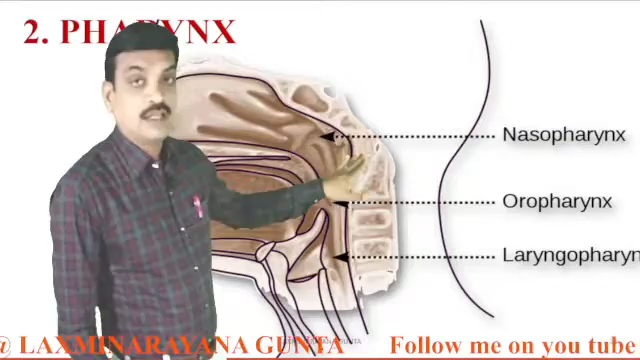 2. PHARYNX
Nasopharynx
Oropharynx
Laryngopharyn
@ LAXMINARAYANA GUNTA Follow me on you tube